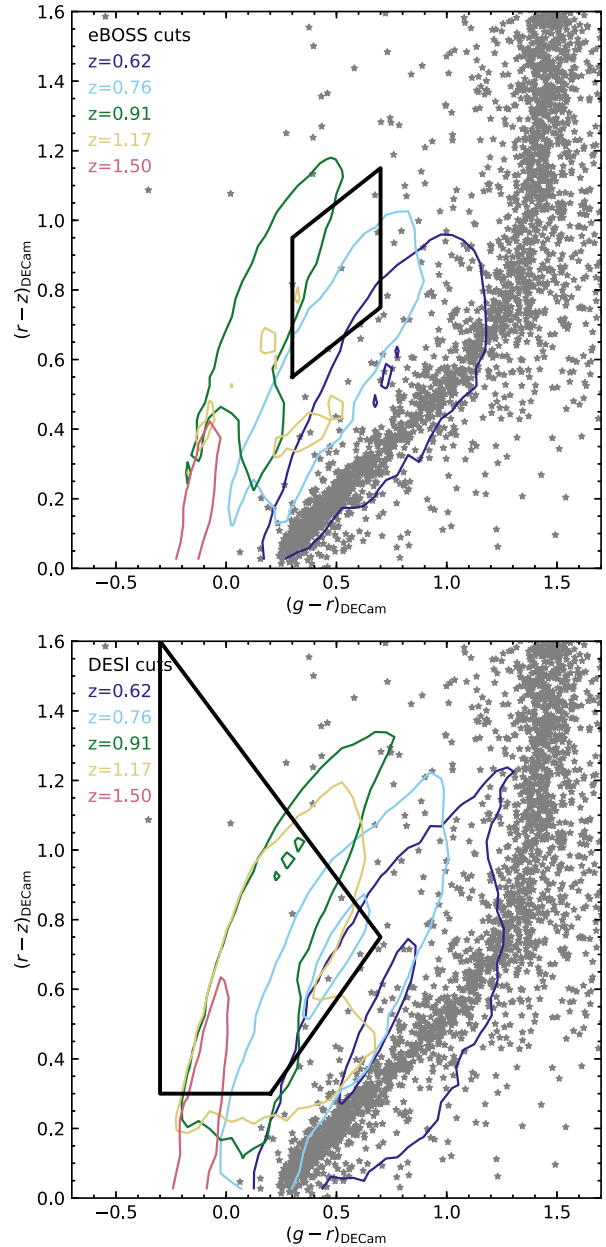 1.6
eBOSS cuts
z=0.62
1.4
z=0.76
z=0.91
1.2
z=1.17
z=1.50
1.0
(r − z)DECam
0.8
0.6
0.4
0.2
0.0
−0.5 0.0 0.5 1.0 1.5
(g − r)DECam
1.6
DESI cuts
z=0.62
1.4
z=0.76
z=0.91
1.2
z=1.17
z=1.50
1.0
(r − z)DECam
0.8
0.6
0.4
0.2
0.0
−0.5 0.0 0.5 1.0 1.5
(g − r)DECam